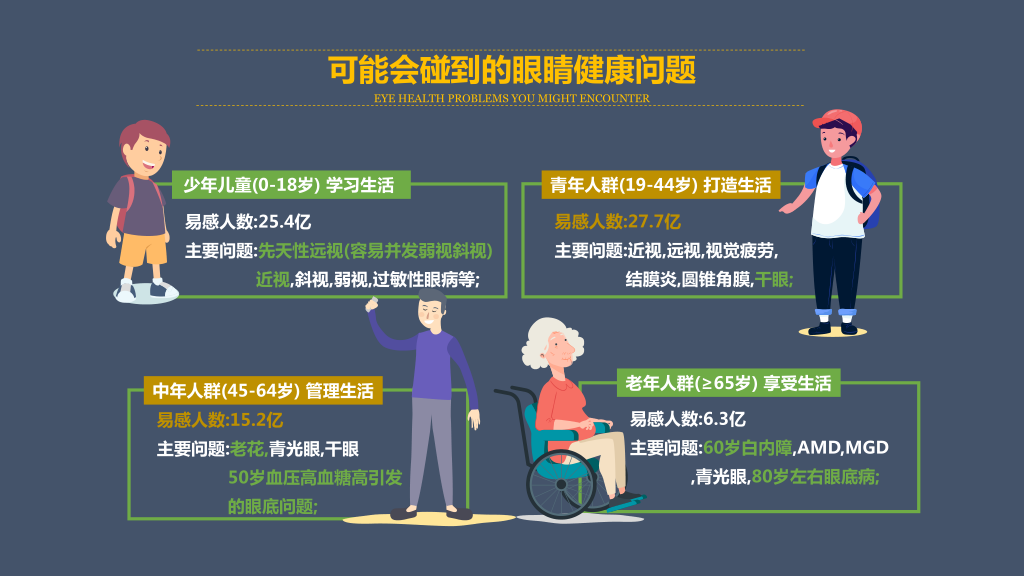 可能会碰到的眼睛健康问题
EYE HEALTH PROBLEMS YOU MIGHT ENCOUNTER
少年儿童(0-18岁) 学习生活
易感人数:25.4亿
主要问题:先天性远视(容易并发弱视斜视)
近视,斜视,弱视,过敏性眼病等;
青年人群(19-44岁) 打造生活
易感人数:27.7亿
主要问题:近视,远视,视觉疲劳,
结膜炎,圆锥角膜,干眼;
中年人群(45-64岁) 管理生活
易感人数:15.2亿
主要问题:老花,青光眼,干眼
50岁血压高血糖高引发
的眼底问题;
老年人群(≥65岁) 享受生活
易感人数:6.3亿
主要问题:60岁白内障,AMD,MGD
,青光眼,80岁左右眼底病;